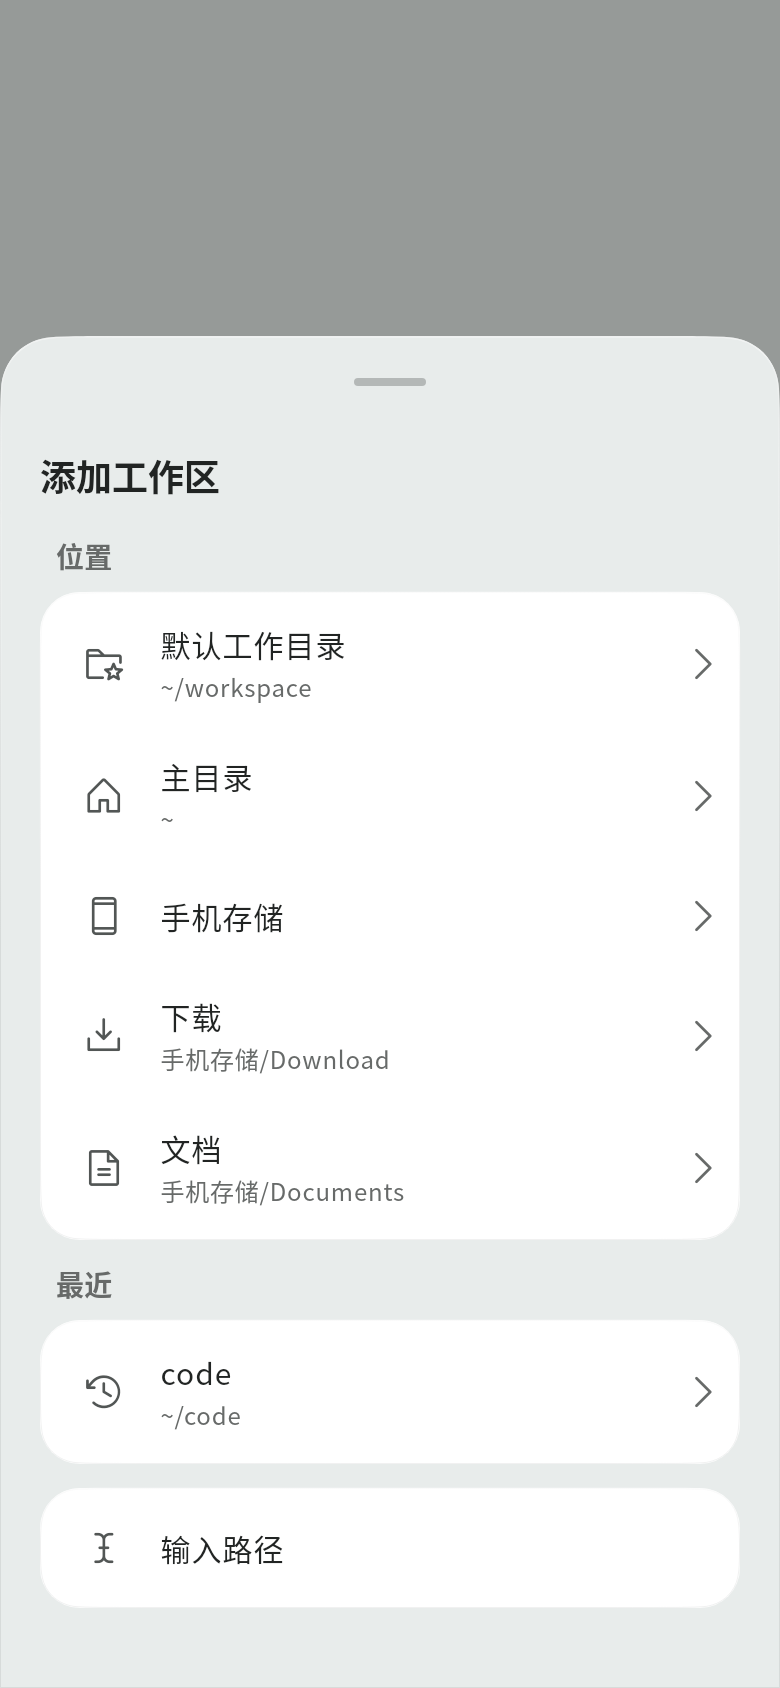 添加工作区
位置
默认工作目录
~/workspace
主目录
~
手机存储
下载
手机存储/Download
文档
手机存储/Documents
最近
code
~/code
输入路径